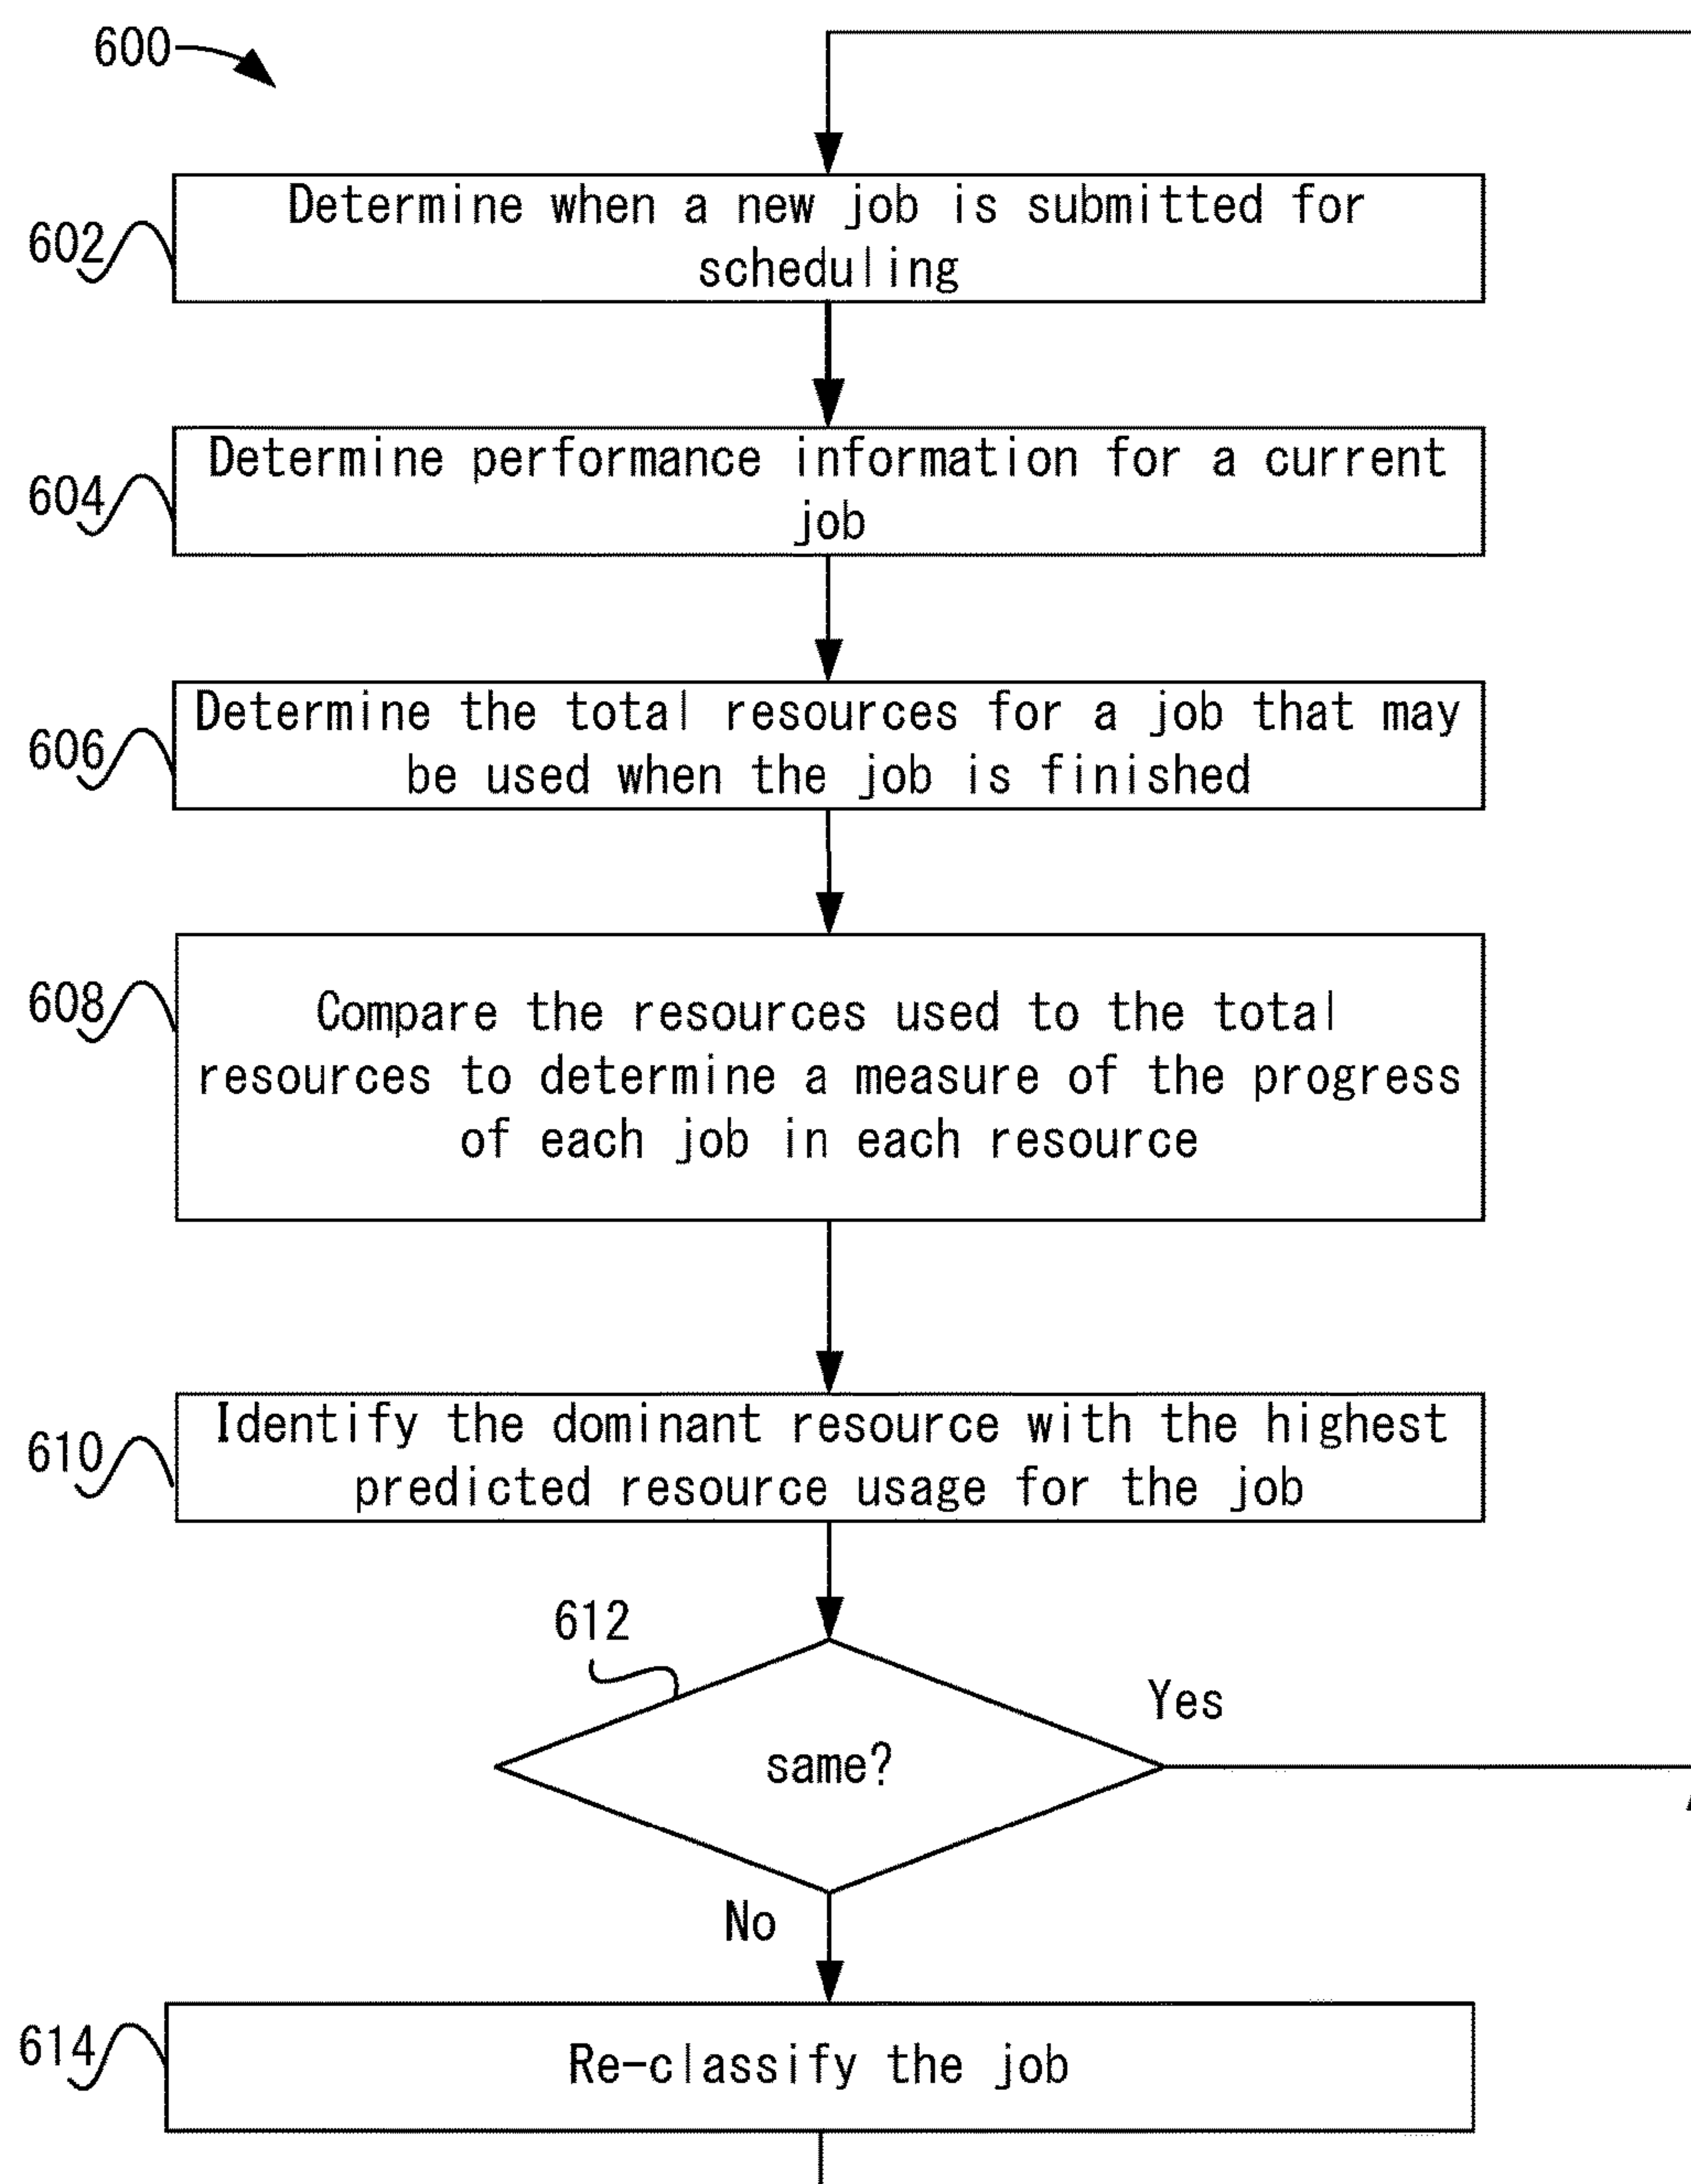 600
602
Determine when a new job is submitted for
scheduling
604
Determine performance information for a current
job
606
Determine the total resources for a job that may
be used when the job is finished
608
Compare the resources used to the total
resources to determine a measure of the progress
of each job in each resource
610
Identify the dominant resource with the highest
predicted resource usage for the job
612
same?
Yes
No
614
Re-classify the job